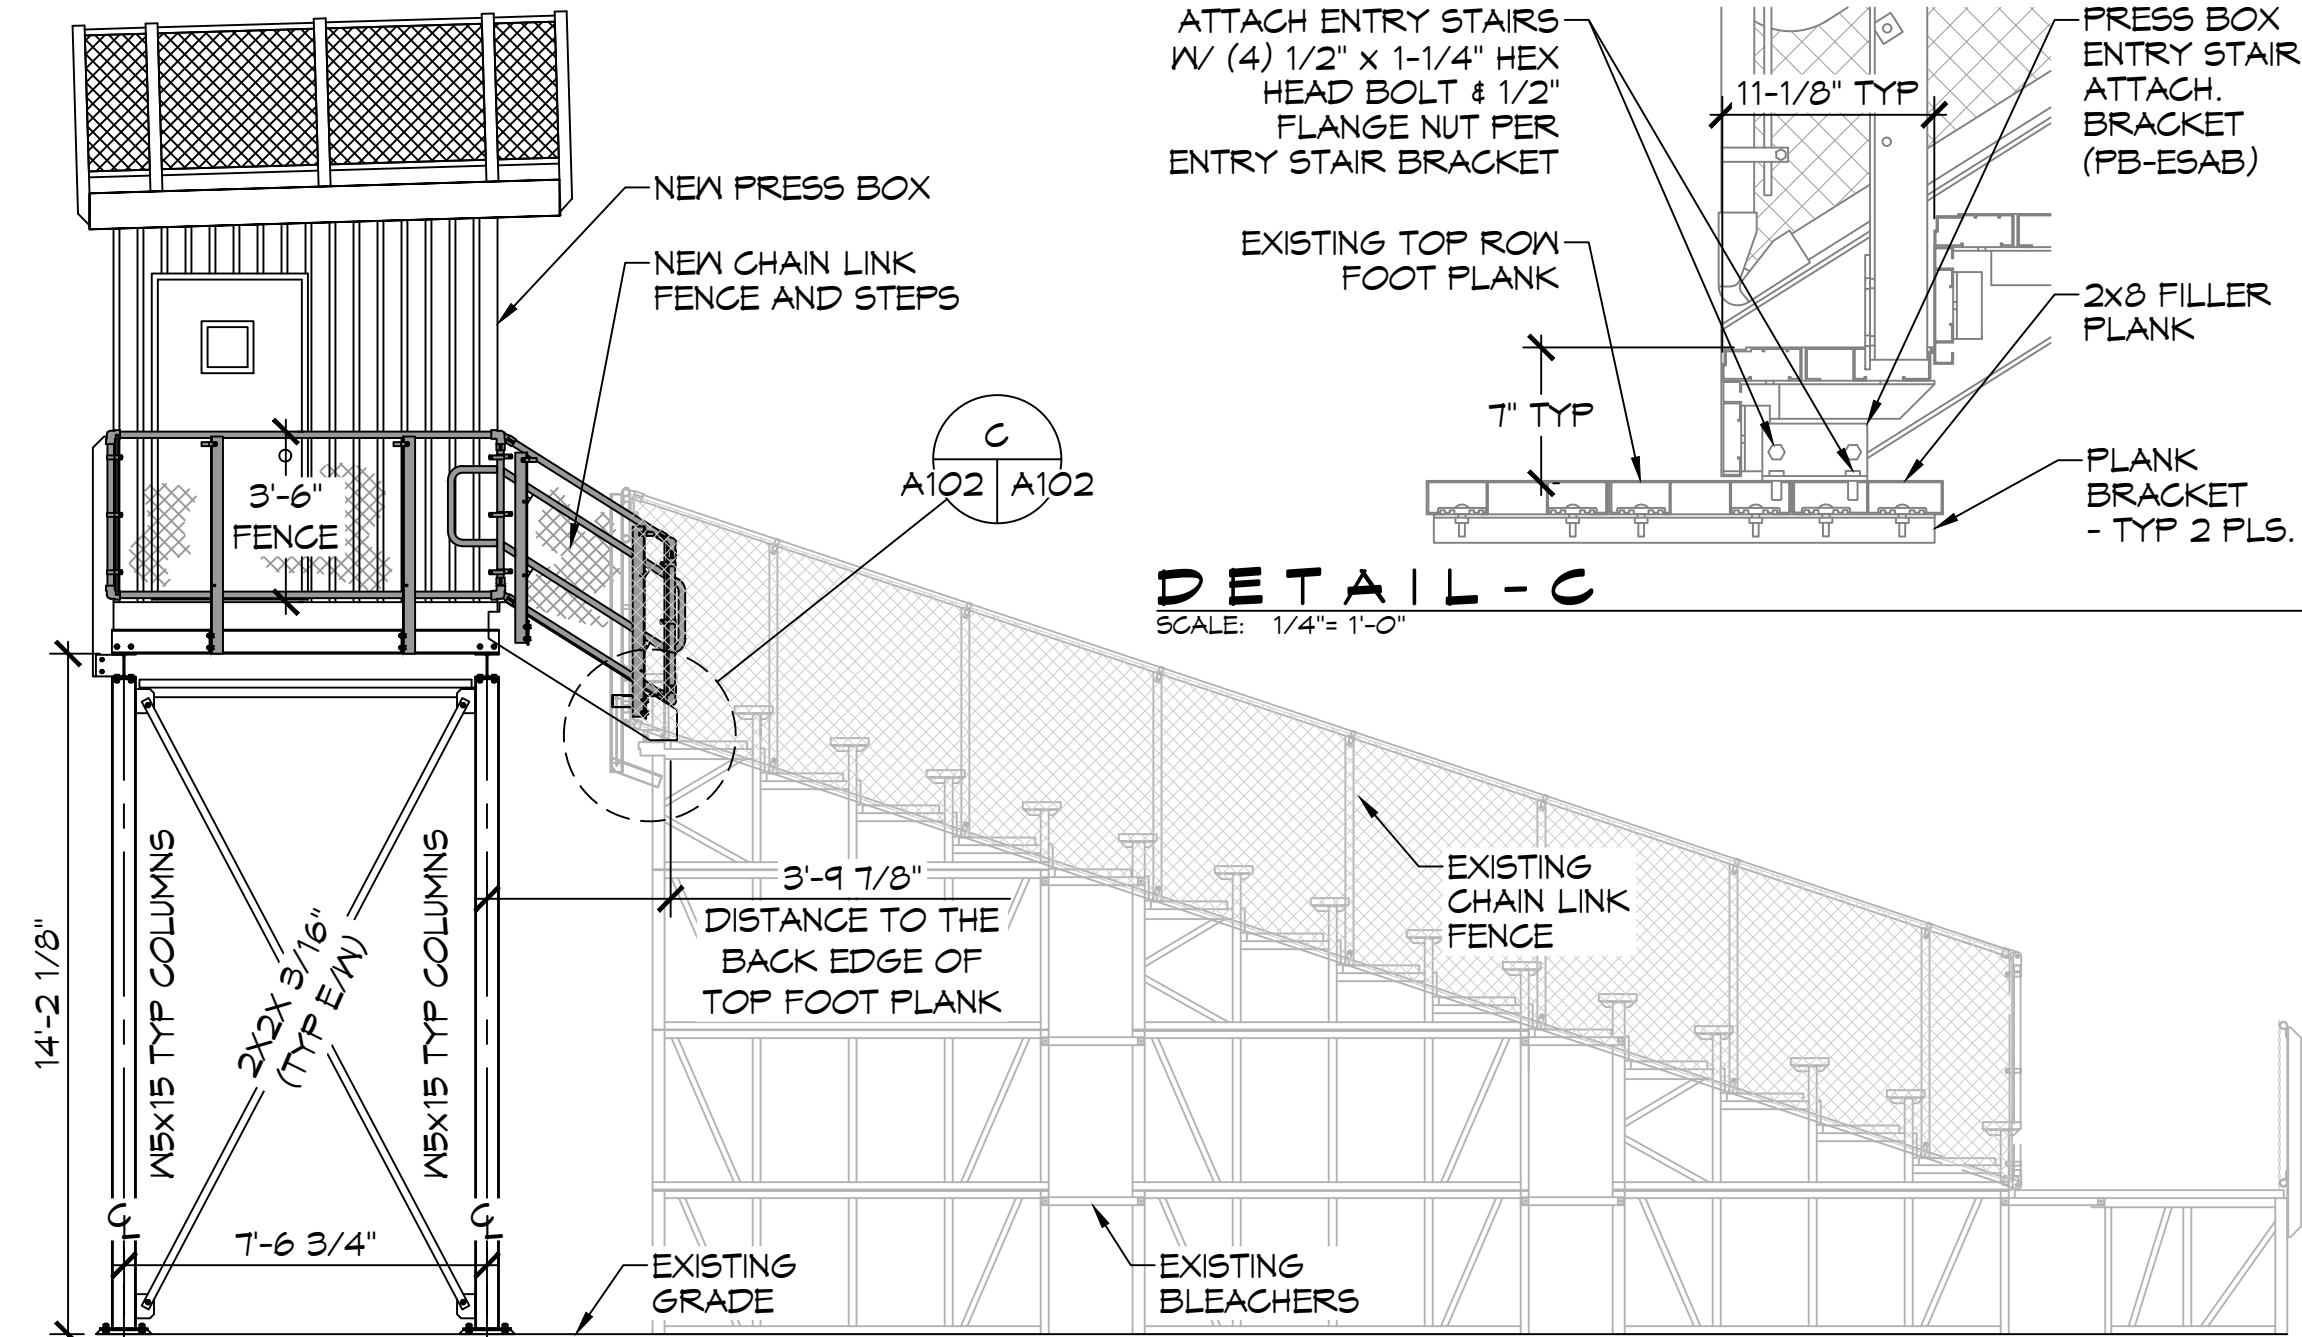 NEW PRESS BOX
NEW CHAIN LINK
FENCE AND STEPS
3'-6"
FENCE
C
A102 A102
14'-2 1/8"
W5x15 TYP COLUMNS
2X2X 3/16"
(TYP E/W)
W5x15 TYP COLUMNS
3'-9 7/8"
DISTANCE TO THE
BACK EDGE OF
TOP FOOT PLANK
CL
CL
7'-6 3/4"
EXISTING
GRADE
EXISTING
BLEACHERS
EXISTING
CHAIN LINK
FENCE
ATTACH ENTRY STAIRS
W/ (4) 1/2" x 1-1/4" HEX
HEAD BOLT & 1/2"
FLANGE NUT PER
ENTRY STAIR BRACKET
EXISTING TOP ROW
FOOT PLANK
7" TYP
11-1/8" TYP
PRESS BOX
ENTRY STAIR
ATTACH.
BRACKET
(PB-ESAB)
2x8 FILLER
PLANK
PLANK
BRACKET
- TYP 2 PLS.
DETAIL-C
SCALE: 1/4"= 1'-0"